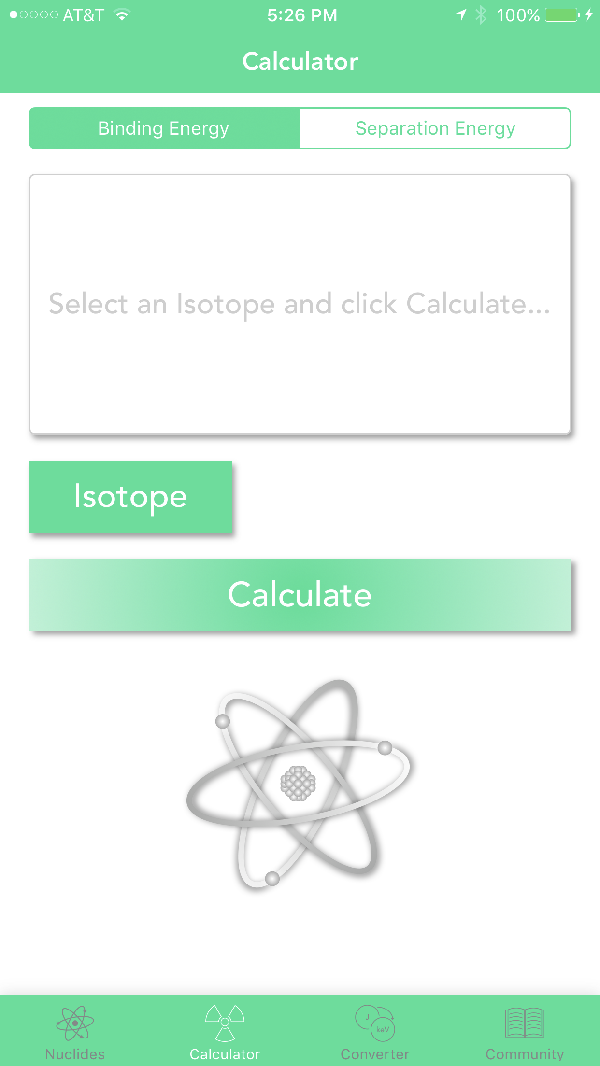 AT&T 5:26 PM 100%
Calculator
Binding Energy Separation Energy
Select an Isotope and click Calculate...
Isotope
Calculate
J keV
Nuclides Calculator Converter Community